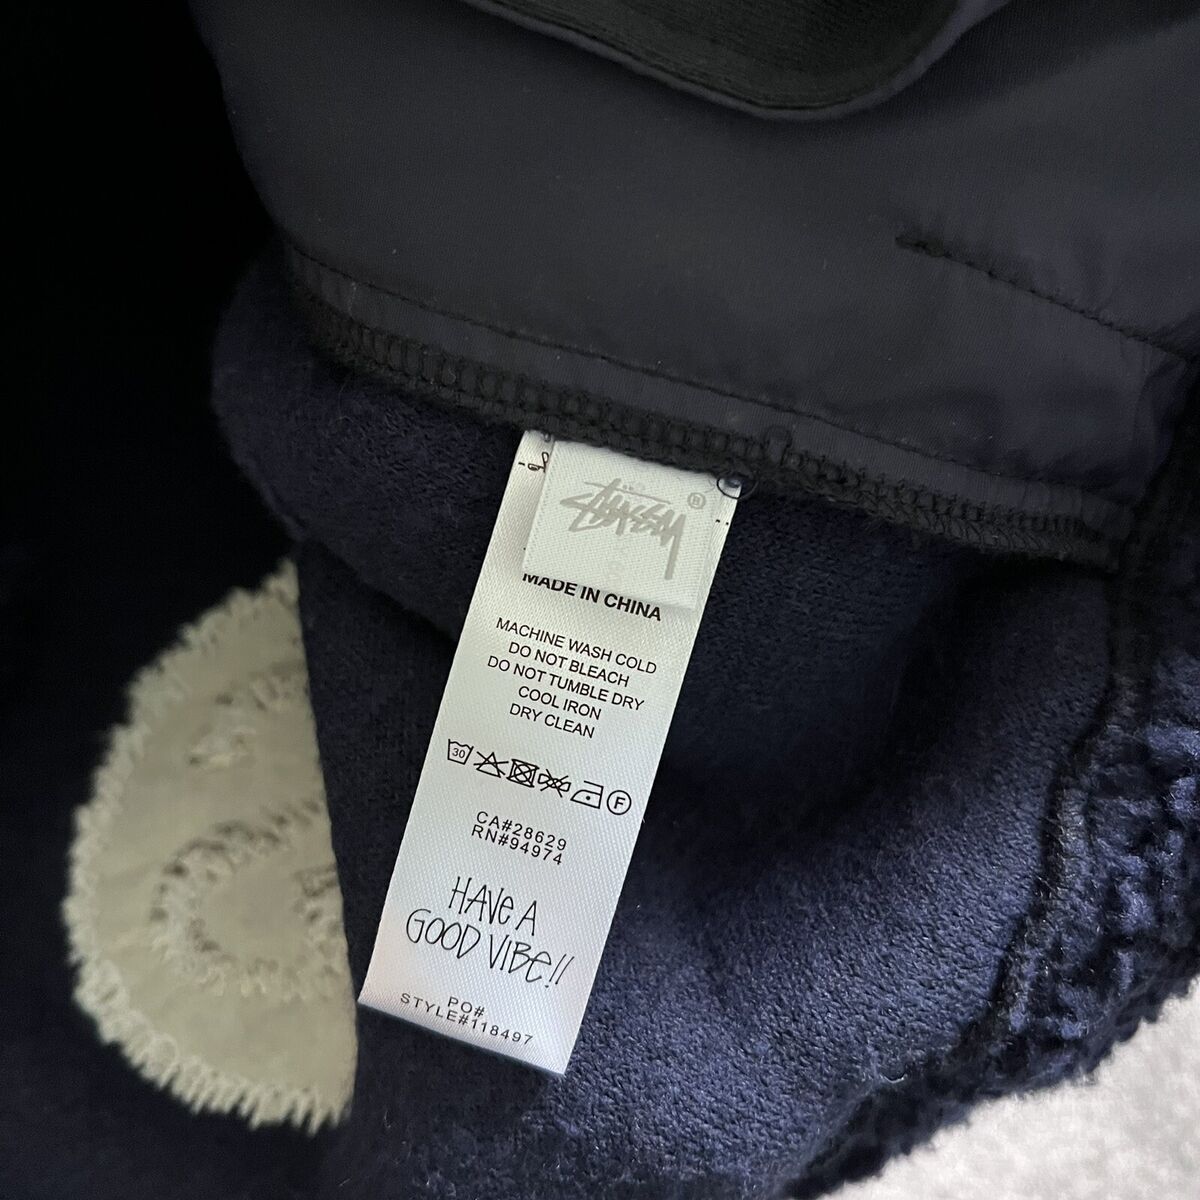 STÜSSY ®
S
MADE IN CHINA
MACHINE WASH COLD
DO NOT BLEACH
DO NOT TUMBLE DRY
COOL IRON
DRY CLEAN
30
F
CA#28629
RN#94974
HAVE A
GOOD VIBE!!
PO#
STYLE#118497